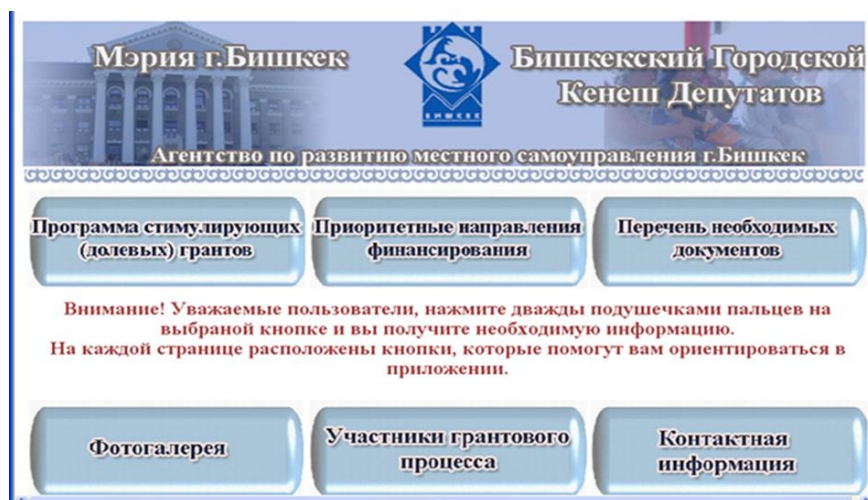 Мэрия г.Бишкек
БИШКЕК
Бишкекский Городской
Кенеш Депутатов
Агентство по развитию местного самоуправления г.Бишкек
Программа стимулирующих
(долевых) грантов
Приоритетные направления
финансирования
Перечень необходимых
документов
Внимание! Уважаемые пользователи, нажмите дважды подушечками пальцев на
выбраной кнопке и вы получите необходимую информацию.
На каждой странице расположены кнопки, которые помогут вам ориентироваться в
приложении.
Фотогалерея
Участники грантового
процесса
Контактная
информация